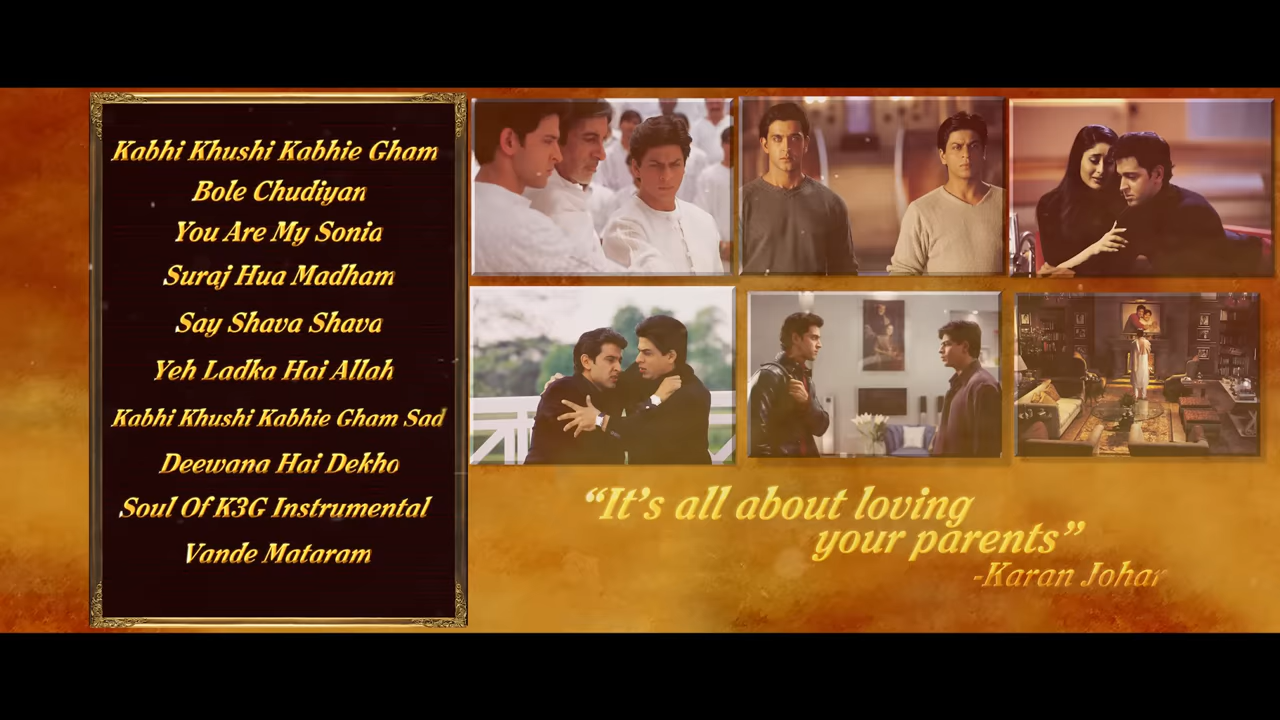 Kabhi Khushi Kabhie Gham
Bole Chudiyan
You Are My Sonia
Suraj Hua Madham
Say Shava Shava
Yeh Ladka Hai Allah
Kabhi Khushi Kabhie Gham Sad
Deewana Hai Dekho
Soul Of K3G Instrumental
Vande Mataram
“It’s all about loving
your parents”
-Karan Johar